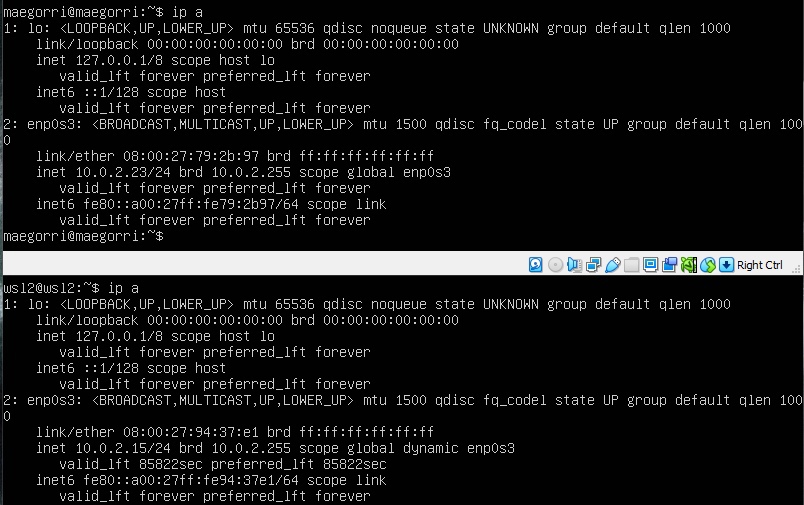 maegorri@maegorri:~$ ip a
1: lo: <LOOPBACK,UP,LOWER_UP> mtu 65536 qdisc noqueue state UNKNOWN group default qlen 1000
    link/loopback 00:00:00:00:00:00 brd 00:00:00:00:00:00
    inet 127.0.0.1/8 scope host lo
       valid_lft forever preferred_lft forever
    inet6 ::1/128 scope host
       valid_lft forever preferred_lft forever
2: enp0s3: <BROADCAST,MULTICAST,UP,LOWER_UP> mtu 1500 qdisc fq_codel state UP group default qlen 100
0
    link/ether 08:00:27:79:2b:97 brd ff:ff:ff:ff:ff:ff
    inet 10.0.2.23/24 brd 10.0.2.255 scope global enp0s3
       valid_lft forever preferred_lft forever
    inet6 fe80::a00:27ff:fe79:2b97/64 scope link
       valid_lft forever preferred_lft forever
maegorri@maegorri:~$
Right Ctrl
wsl2@wsl2:~$ ip a
1: lo: <LOOPBACK,UP,LOWER_UP> mtu 65536 qdisc noqueue state UNKNOWN group default qlen 1000
    link/loopback 00:00:00:00:00:00 brd 00:00:00:00:00:00
    inet 127.0.0.1/8 scope host lo
       valid_lft forever preferred_lft forever
    inet6 ::1/128 scope host
       valid_lft forever preferred_lft forever
2: enp0s3: <BROADCAST,MULTICAST,UP,LOWER_UP> mtu 1500 qdisc fq_codel state UP group default qlen 100
0
    link/ether 08:00:27:94:37:e1 brd ff:ff:ff:ff:ff:ff
    inet 10.0.2.15/24 brd 10.0.2.255 scope global dynamic enp0s3
       valid_lft 85822sec preferred_lft 85822sec
    inet6 fe80::a00:27ff:fe94:37e1/64 scope link
       valid_lft forever preferred_lft forever